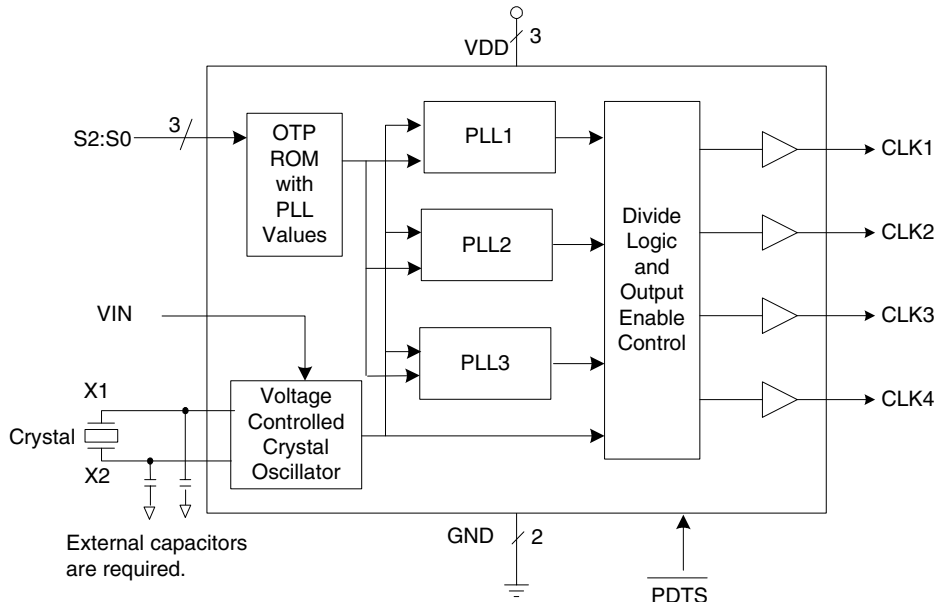 VDD
3
S2:S0
3
OTP
ROM
with
PLL
Values
PLL1
PLL2
PLL3
Divide
Logic
and
Output
Enable
Control
CLK1
CLK2
CLK3
CLK4
VIN
X1
Crystal
X2
Voltage
Controlled
Crystal
Oscillator
External capacitors
are required.
GND
2
PDTS